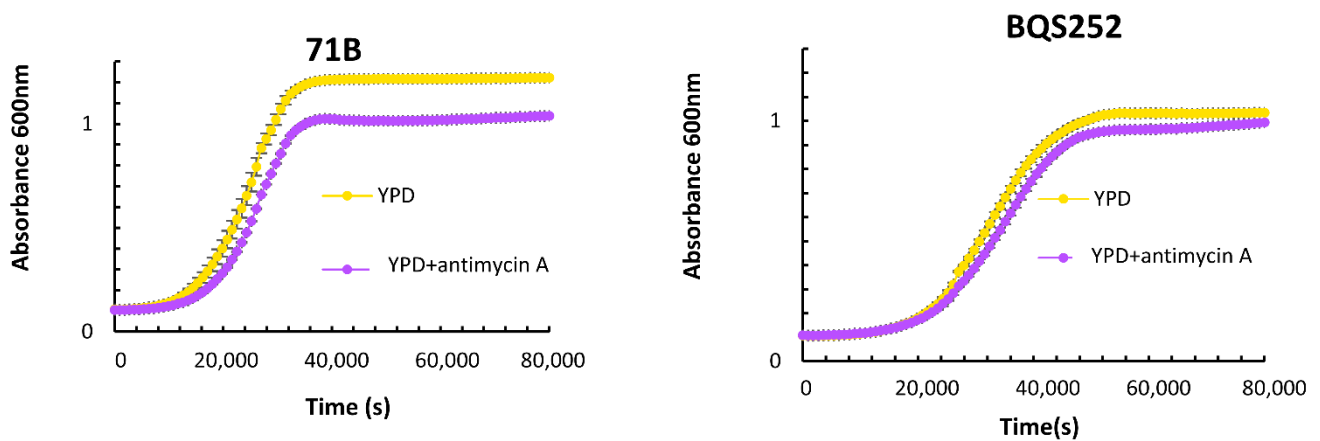 71B
Absorbance 600nm
1
0
YPD
YPD+antimycin A
0 20,000 40,000 60,000 80,000
Time (s)
BQS252
Absorbance 600nm
1
0
YPD
YPD+antimycin A
0 20,000 40,000 60,000 80,000
Time(s)